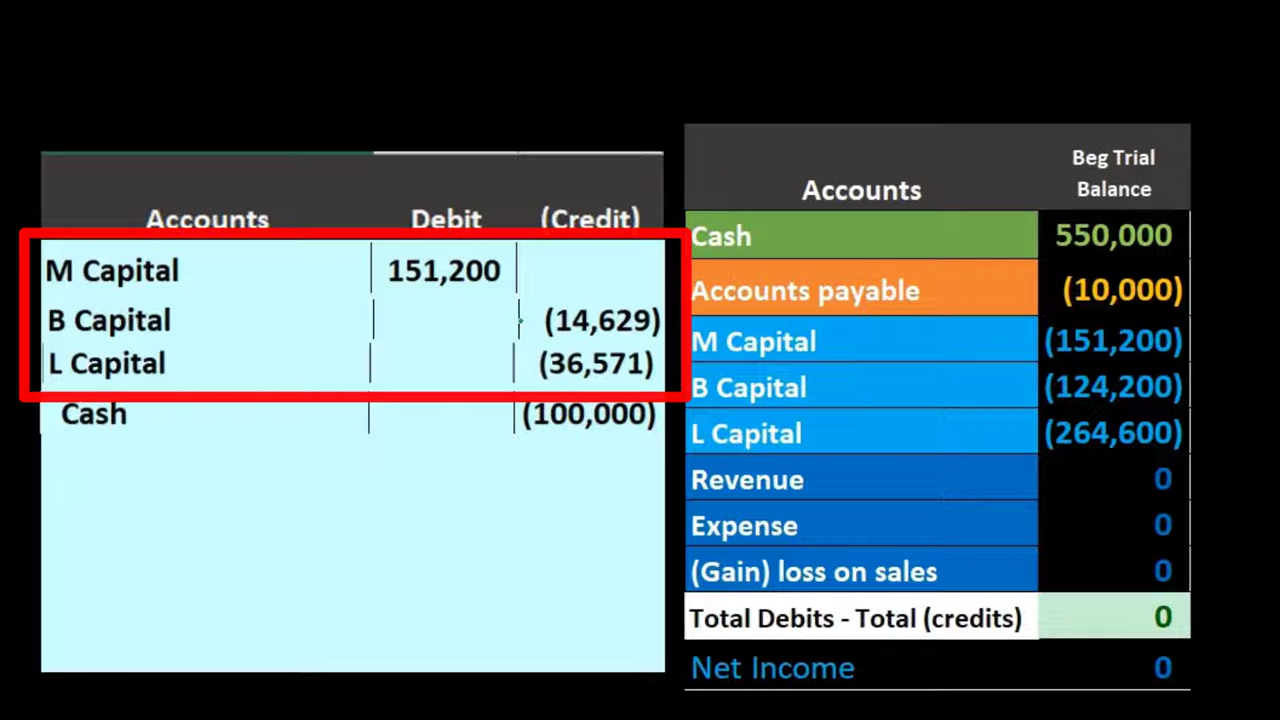 Accounts Debit (Credit)
M Capital 151,200
B Capital (14,629)
L Capital (36,571)
Cash (100,000)
Accounts Beg Trial Balance
Cash 550,000
Accounts payable (10,000)
M Capital (151,200)
B Capital (124,200)
L Capital (264,600)
Revenue 0
Expense 0
(Gain) loss on sales 0
Total Debits - Total (credits) 0
Net Income 0